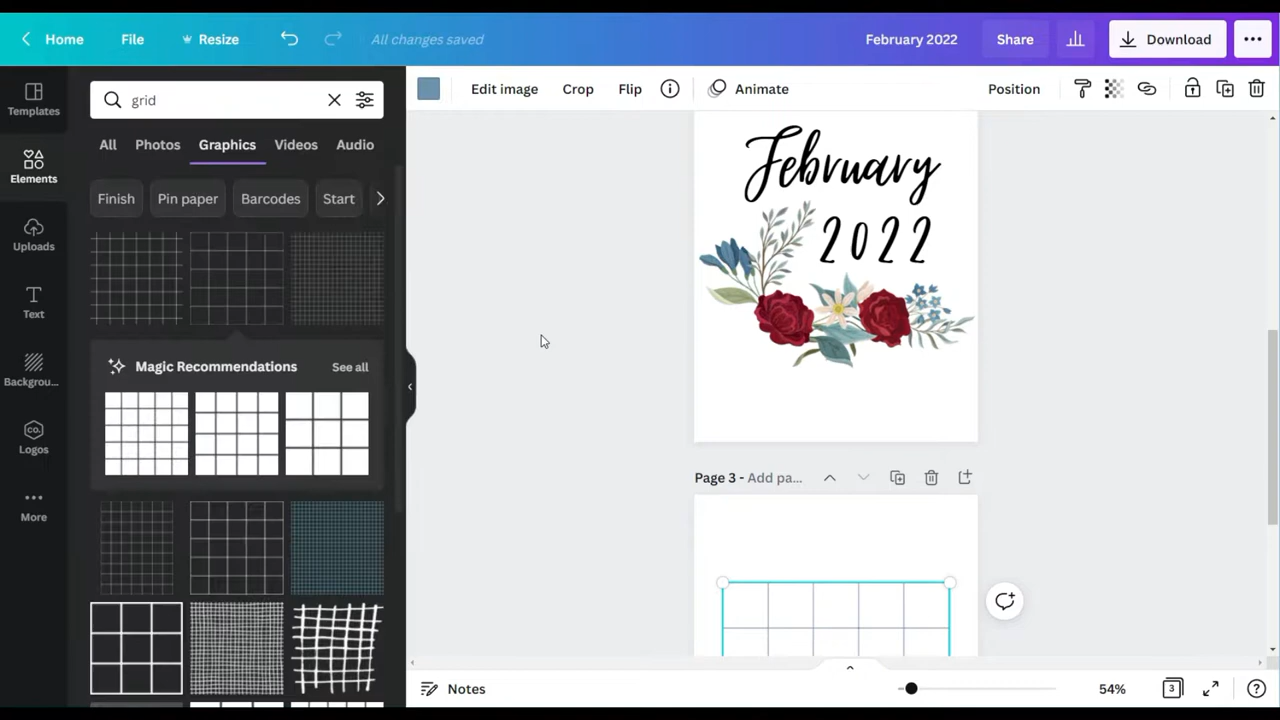 Home File Resize All changes saved February 2022 Share Download
Templates
Elements
Uploads
Text
Backgrou...
CO.
Logos
More
grid
All Photos Graphics Videos Audio
Finish Pin paper Barcodes Start
Magic Recommendations See all
Edit image Crop Flip Animate Position
February
2022
Page 3 - Add pa...
Notes 54% 3